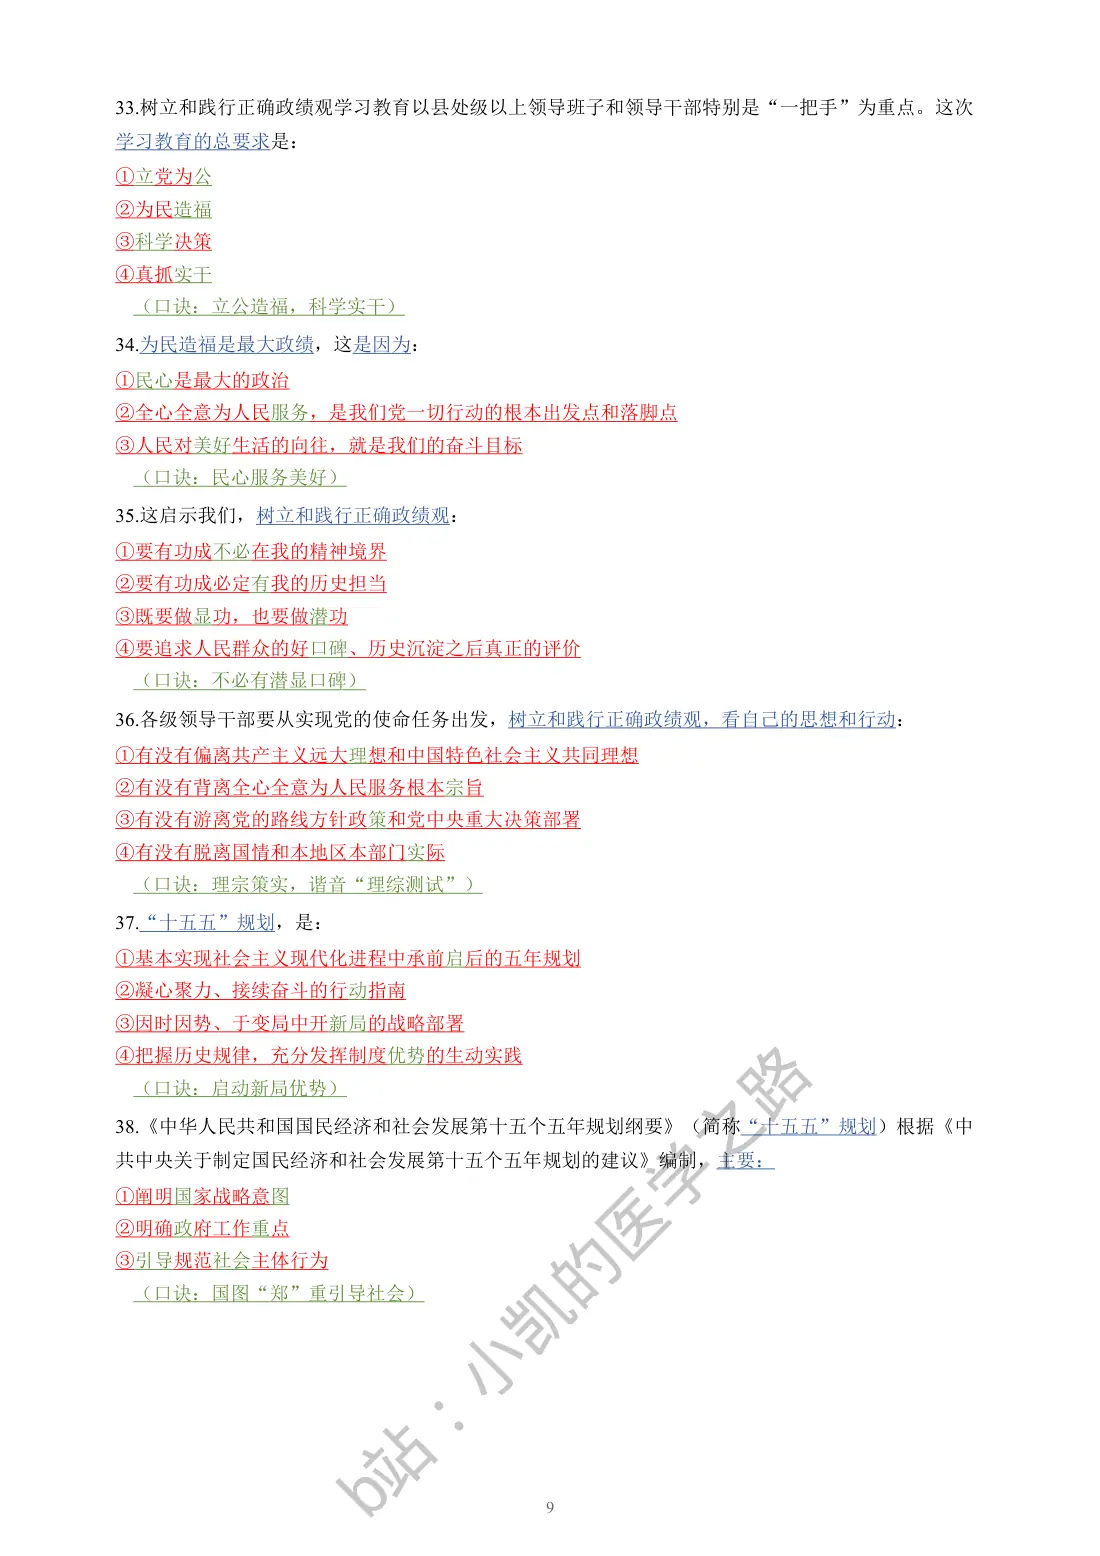 33.树立和践行正确政绩观学习教育以县处级以上领导班子和领导干部特别是“一把手”为重点。这次
学习教育的总要求是：
①立党为公
②为民造福
③科学决策
④真抓实干
（口诀：立公造福，科学实干）
34.为民造福是最大政绩，这是因为：
①民心是最大的政治
②全心全意为人民服务，是我们党一切行动的根本出发点和落脚点
③人民对美好生活的向往，就是我们的奋斗目标
（口诀：民心服务美好）
35.这启示我们，树立和践行正确政绩观：
①要有功成不必在我的精神境界
②要有功成必定有我的历史担当
③既要做显功，也要做潜功
④要追求人民群众的好口碑、历史沉淀之后真正的评价
（口诀：不必有潜显口碑）
36.各级领导干部要从实现党的使命任务出发，树立和践行正确政绩观，看自己的思想和行动：
①有没有偏离共产主义远大理想和中国特色社会主义共同理想
②有没有背离全心全意为人民服务根本宗旨
③有没有游离党的路线方针政策和党中央重大决策部署
④有没有脱离国情和本地区本部门实际
（口诀：理宗策实，谐音“理综测试”）
37.“十五五”规划，是：
①基本实现社会主义现代化进程中承前启后的五年规划
②凝心聚力、接续奋斗的行动指南
③因时因势、于变局中开新局的战略部署
④把握历史规律，充分发挥制度优势的生动实践
（口诀：启动新局优势）
38.《中华人民共和国国民经济和社会发展第十五个五年规划纲要》（简称“十五五”规划）根据《中
共中央关于制定国民经济和社会发展第十五个五年规划的建议》编制，主要：
①阐明国家战略意图
②明确政府工作重点
③引导规范社会主体行为
（口诀：国图“郑”重引导社会）
b站：小凯的医学之路
9